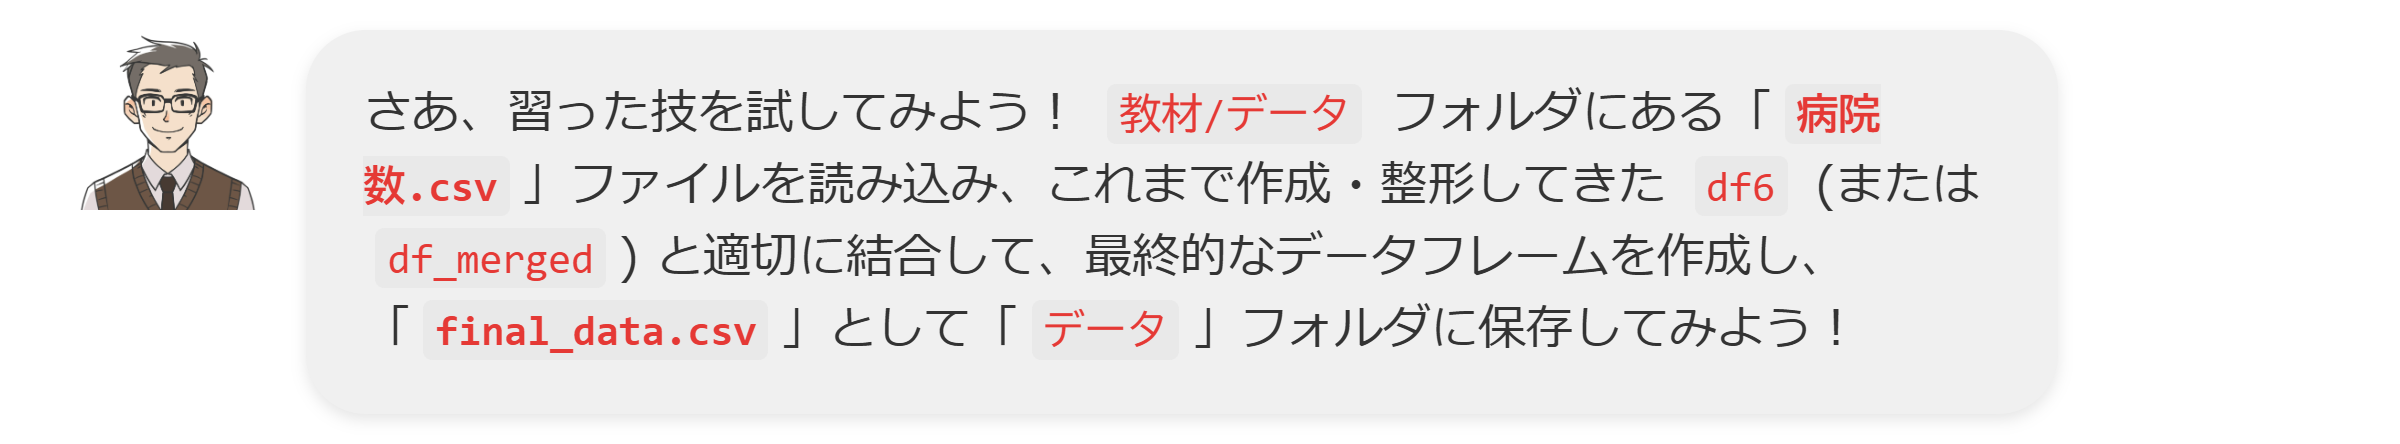 さあ、習った技を試してみよう！ 教材/データ フォルダにある「病院
数.csv」ファイルを読み込み、これまで作成・整形してきた df6 (または
df_merged) と適切に結合して、最終的なデータフレームを作成し、
「final_data.csv」として「データ」フォルダに保存してみよう！